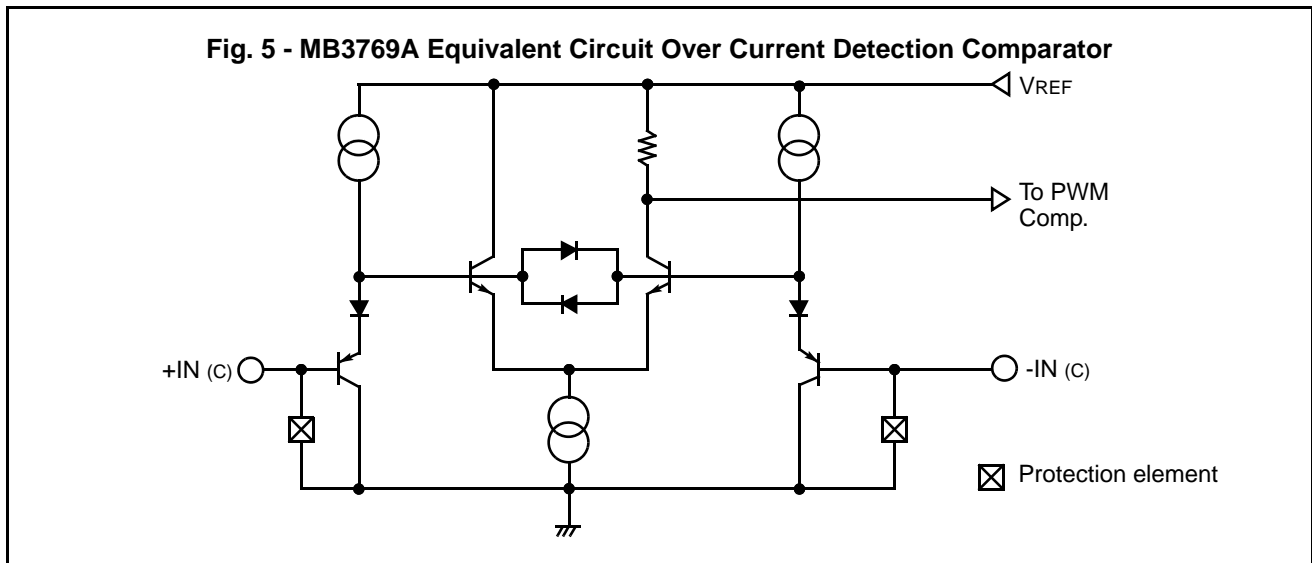 Fig. 5 - MB3769A Equivalent Circuit Over Current Detection Comparator
VREF
To PWM
Comp.
+IN (C)
-IN (C)
Protection element